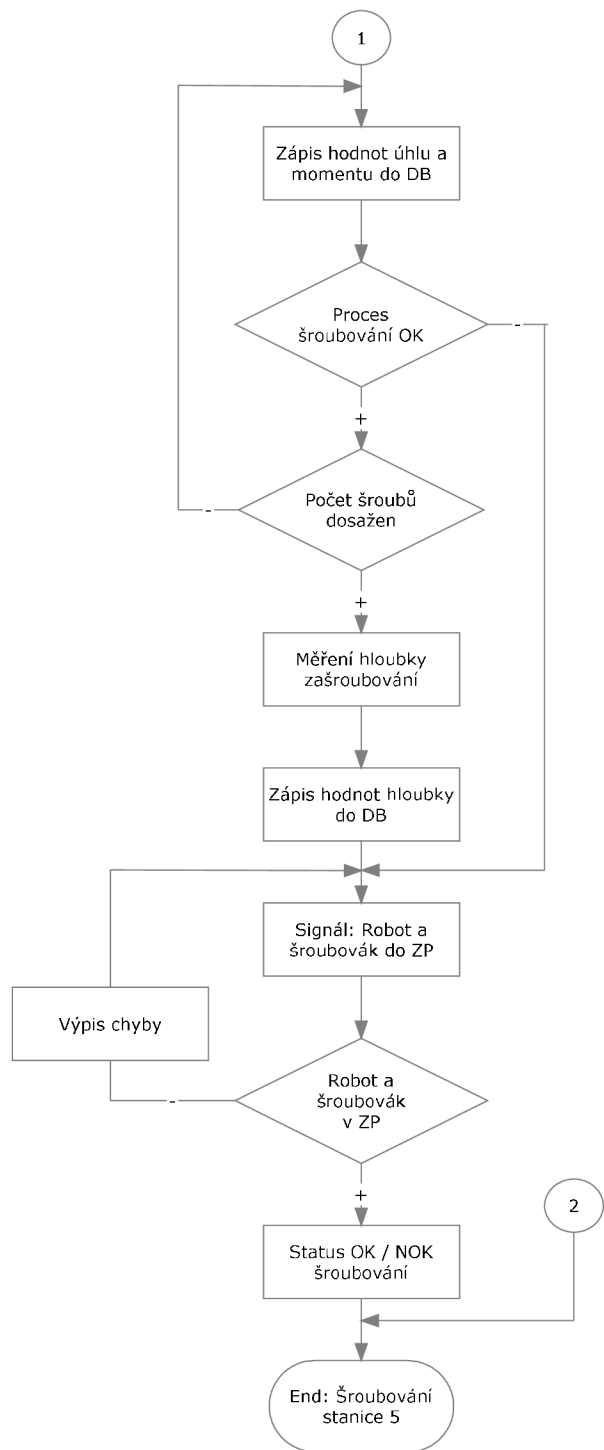 1
Zápis hodnot úhlu a
momentu do DB
Proces
šroubování OK
-
+
Počet šroubů
dosažen
-
+
Měření hloubky
zašroubování
Zápis hodnot hloubky
do DB
Signál: Robot a
šroubovák do ZP
Výpis chyby
Robot a
šroubovák
v ZP
-
+
2
Status OK / NOK
šroubování
End: Šroubování
stanice 5